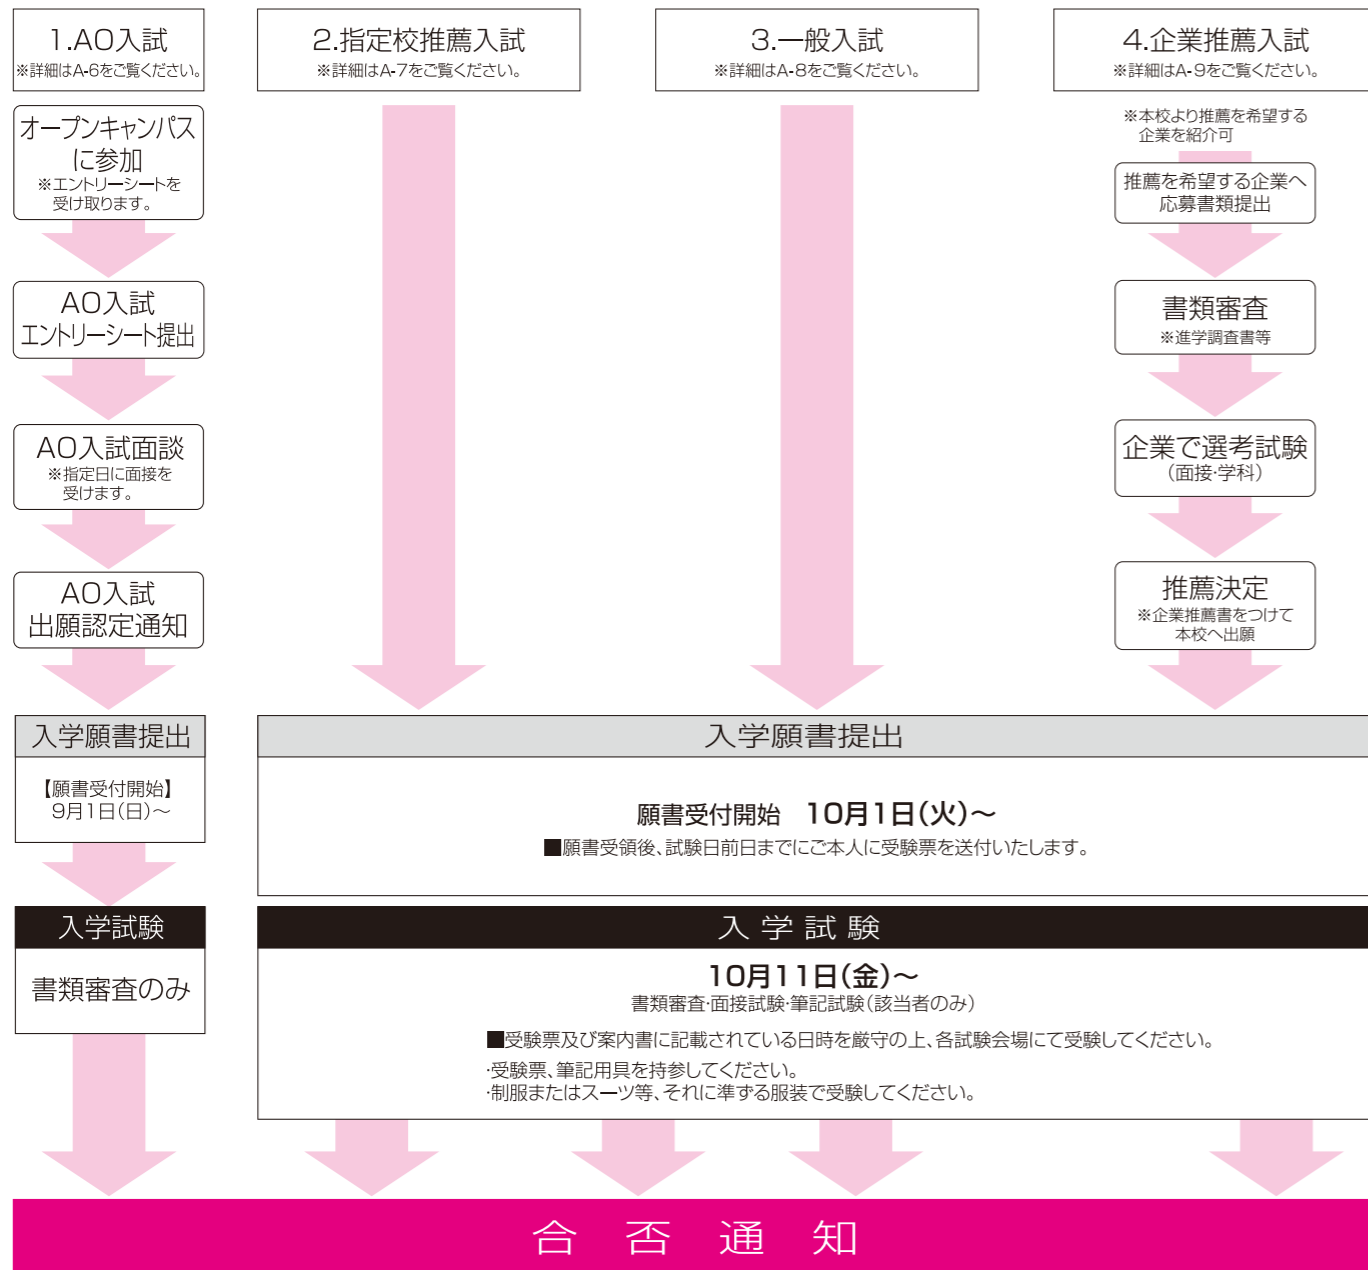 1.AO入試
※詳細はA-6をご覧ください。
2.指定校推薦入試
※詳細はA-7をご覧ください。
3.一般入試
※詳細はA-8をご覧ください。
4.企業推薦入試
※詳細はA-9をご覧ください。
オープンキャンパス
に参加
※エントリーシートを
受け取ります。
AO入試
エントリーシート提出
AO入試面談
※指定日に面接を
受けます。
AO入試
出願認定通知
※本校より推薦を希望する
企業を紹介可
推薦を希望する企業へ
応募書類提出
書類審査
※進学調査書等
企業で選考試験
(面接・学科)
推薦決定
※企業推薦書をつけて
本校へ出願
入学願書提出
【願書受付開始】
9月1日(日)～
入学願書提出
願書受付開始 10月1日(火)～
■願書受領後、試験日前日までにご本人に受験票を送付いたします。
入学試験
書類審査のみ
入学試験
10月11日(金)～
書類審査・面接試験・筆記試験(該当者のみ)
■受験票及び案内書に記載されている日時を厳守の上、各試験会場にて受験してください。
・受験票、筆記用具を持参してください。
・制服またはスーツ等、それに準ずる服装で受験してください。
合否通知